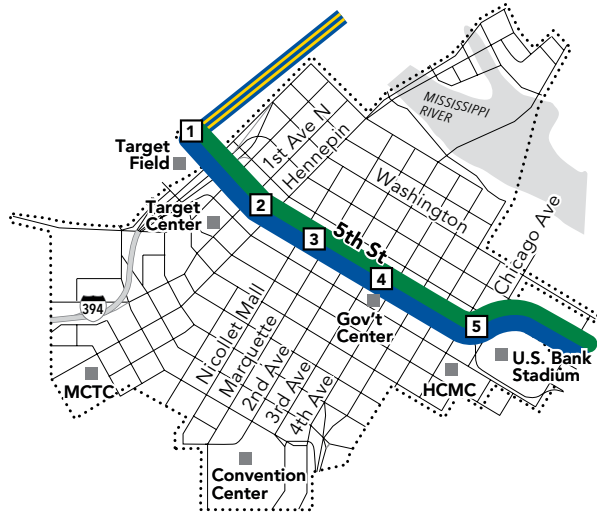 1
Target
Field
1st Ave N
Hennepin
MISSISSIPPI
RIVER
Washington
Target
Center
2
3
5th St
4
Chicago Ave
394
Nicollet Mall
Marquette
2nd Ave
3rd Ave
4th Ave
Gov't
Center
5
U.S. Bank
Stadium
HCMC
MCTC
Convention
Center